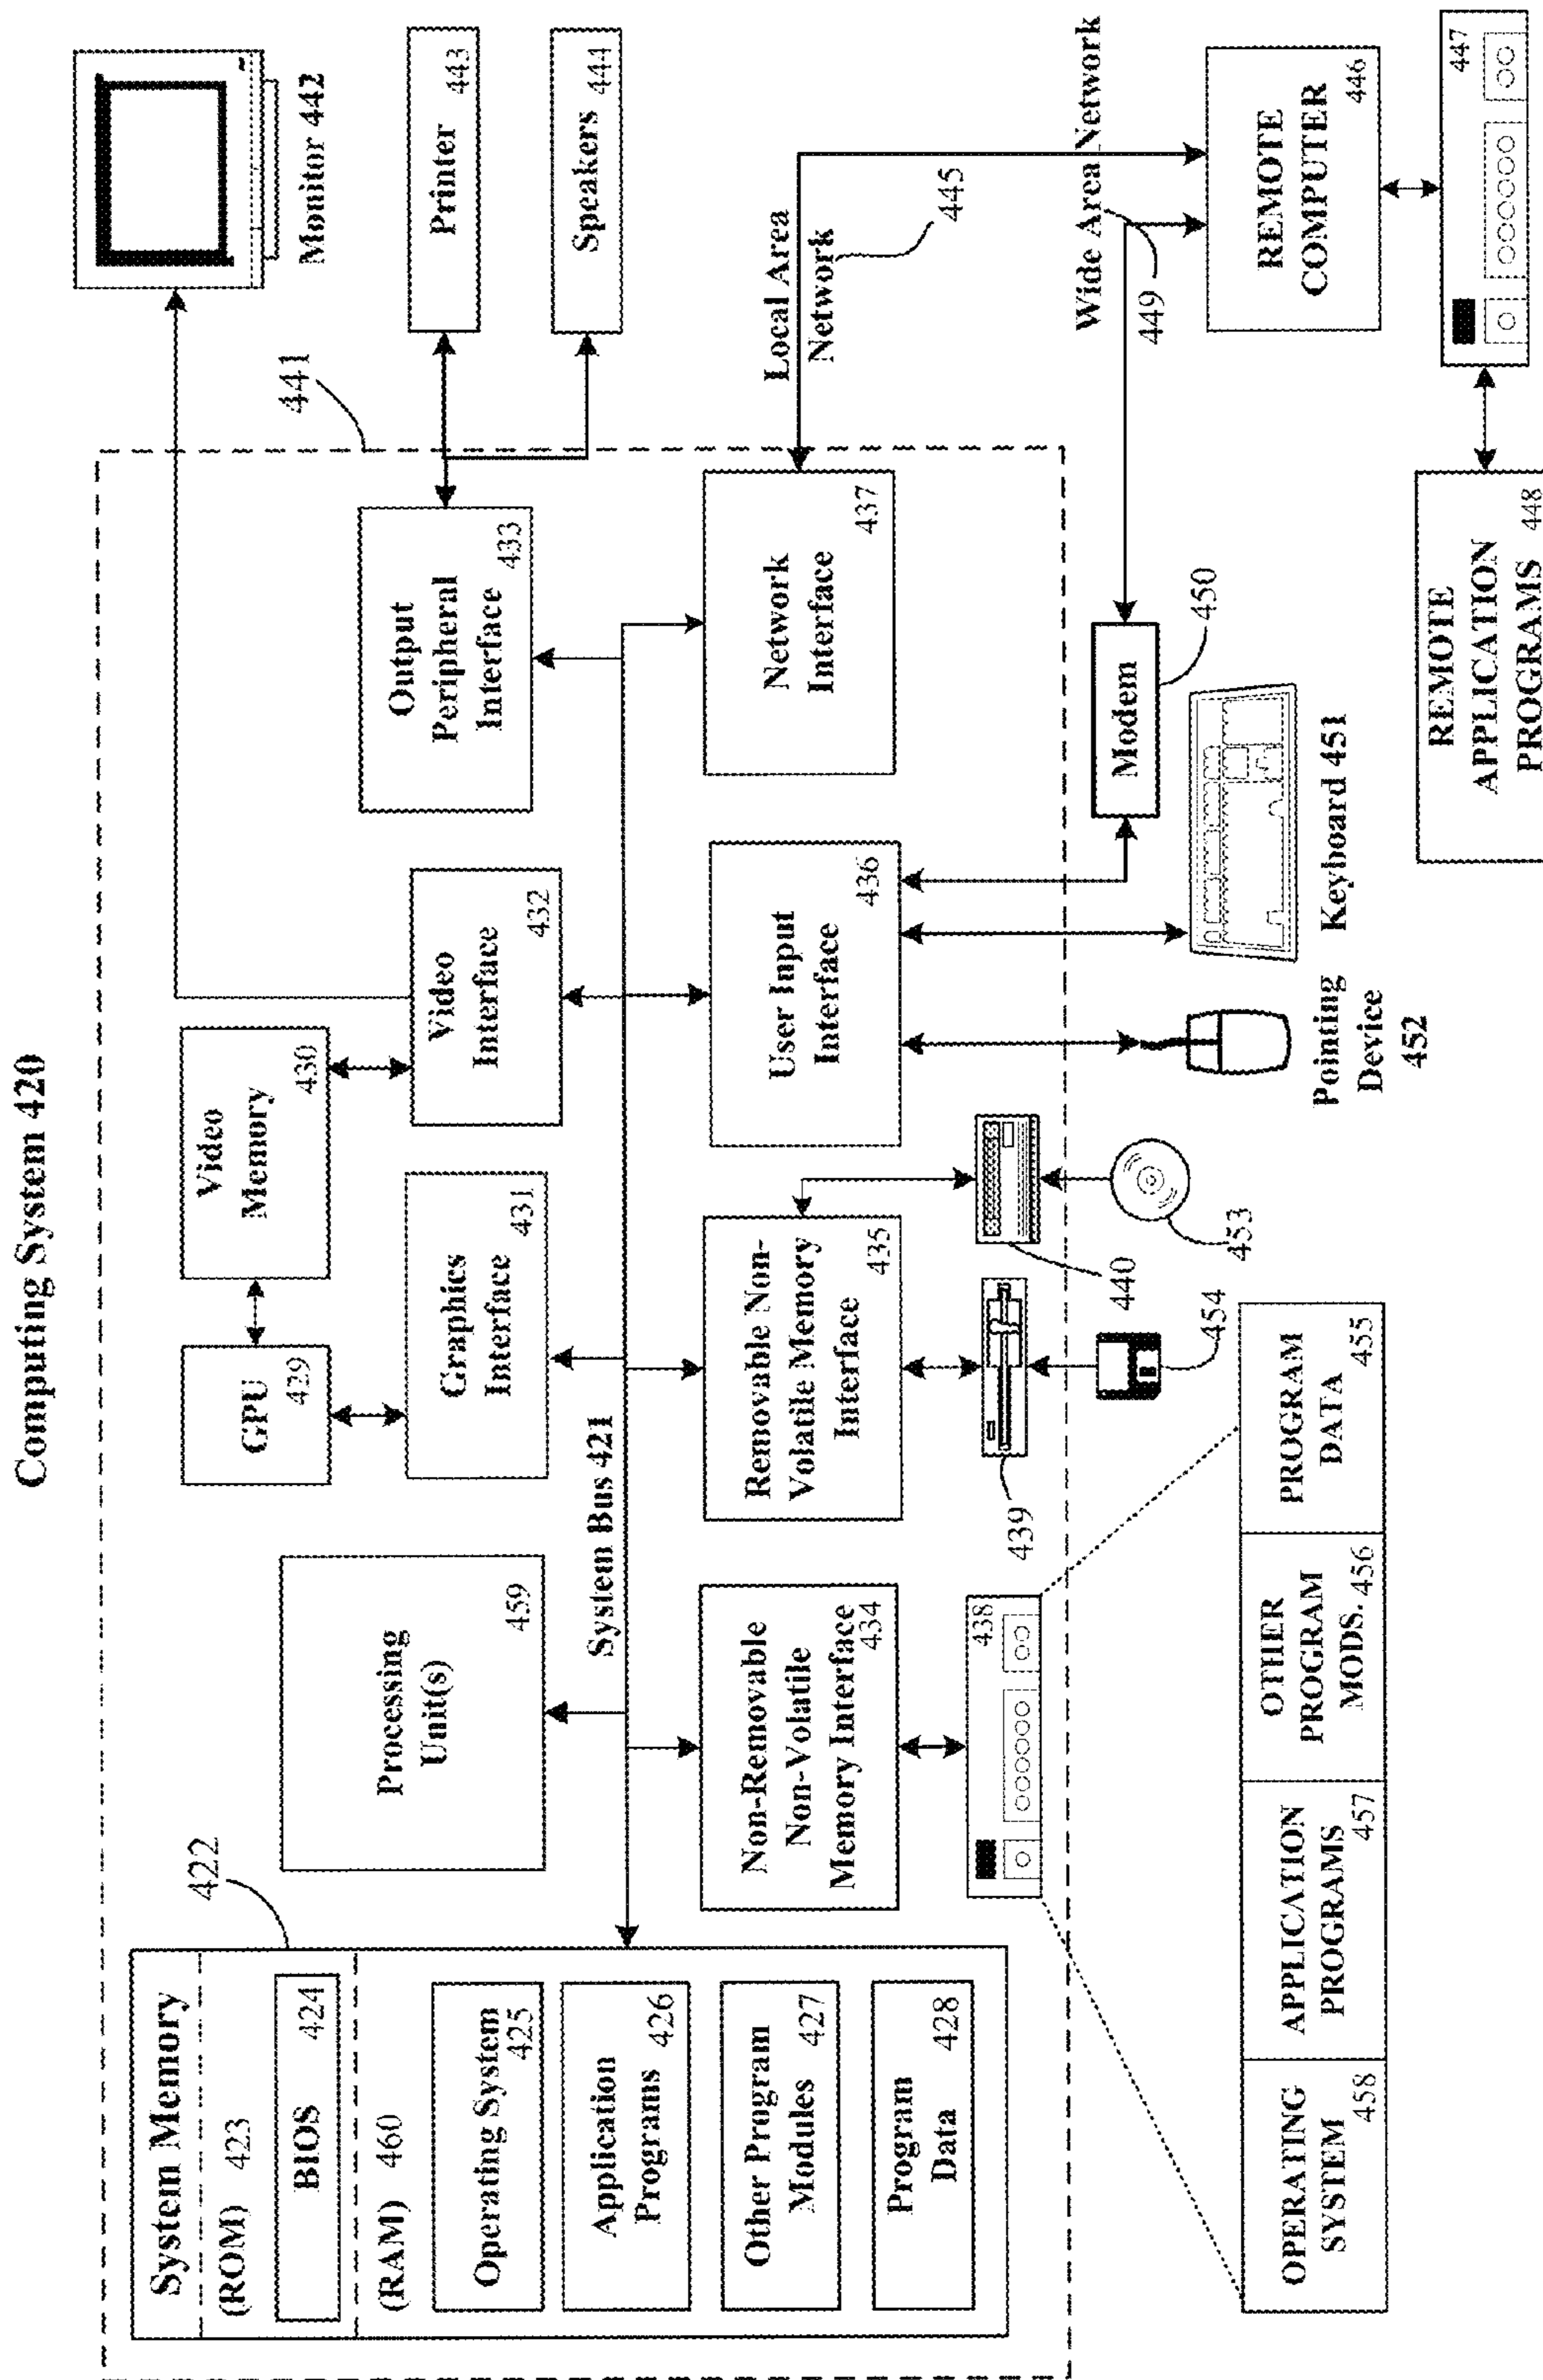 Computing System 420
System Memory
422
(ROM) 423
BIOS 424
(RAM) 460
Operating System
425
Application
Programs 426
Other Program
Modules 427
Program
Data 428
Processing
Unit(s)
459
System Bus 421
GPU
429
Video
Memory
430
Graphics
Interface 431
Video
Interface 432
Output
Peripheral
Interface 433
441
Monitor 442
Printer 443
Speakers 444
Non-Removable
Non-Volatile
Memory Interface 434
Removable Non-
Volatile Memory
Interface 435
User Input
Interface 436
Network
Interface 437
Local Area
Network
445
438
439
440
454
453
Pointing
Device
452
Keyboard 451
Modem
450
Wide Area Network
449
REMOTE
COMPUTER
446
447
REMOTE
APPLICATION
PROGRAMS 448
OPERATING
SYSTEM 458
APPLICATION
PROGRAMS 457
OTHER
PROGRAM
MODS. 456
PROGRAM
DATA 455